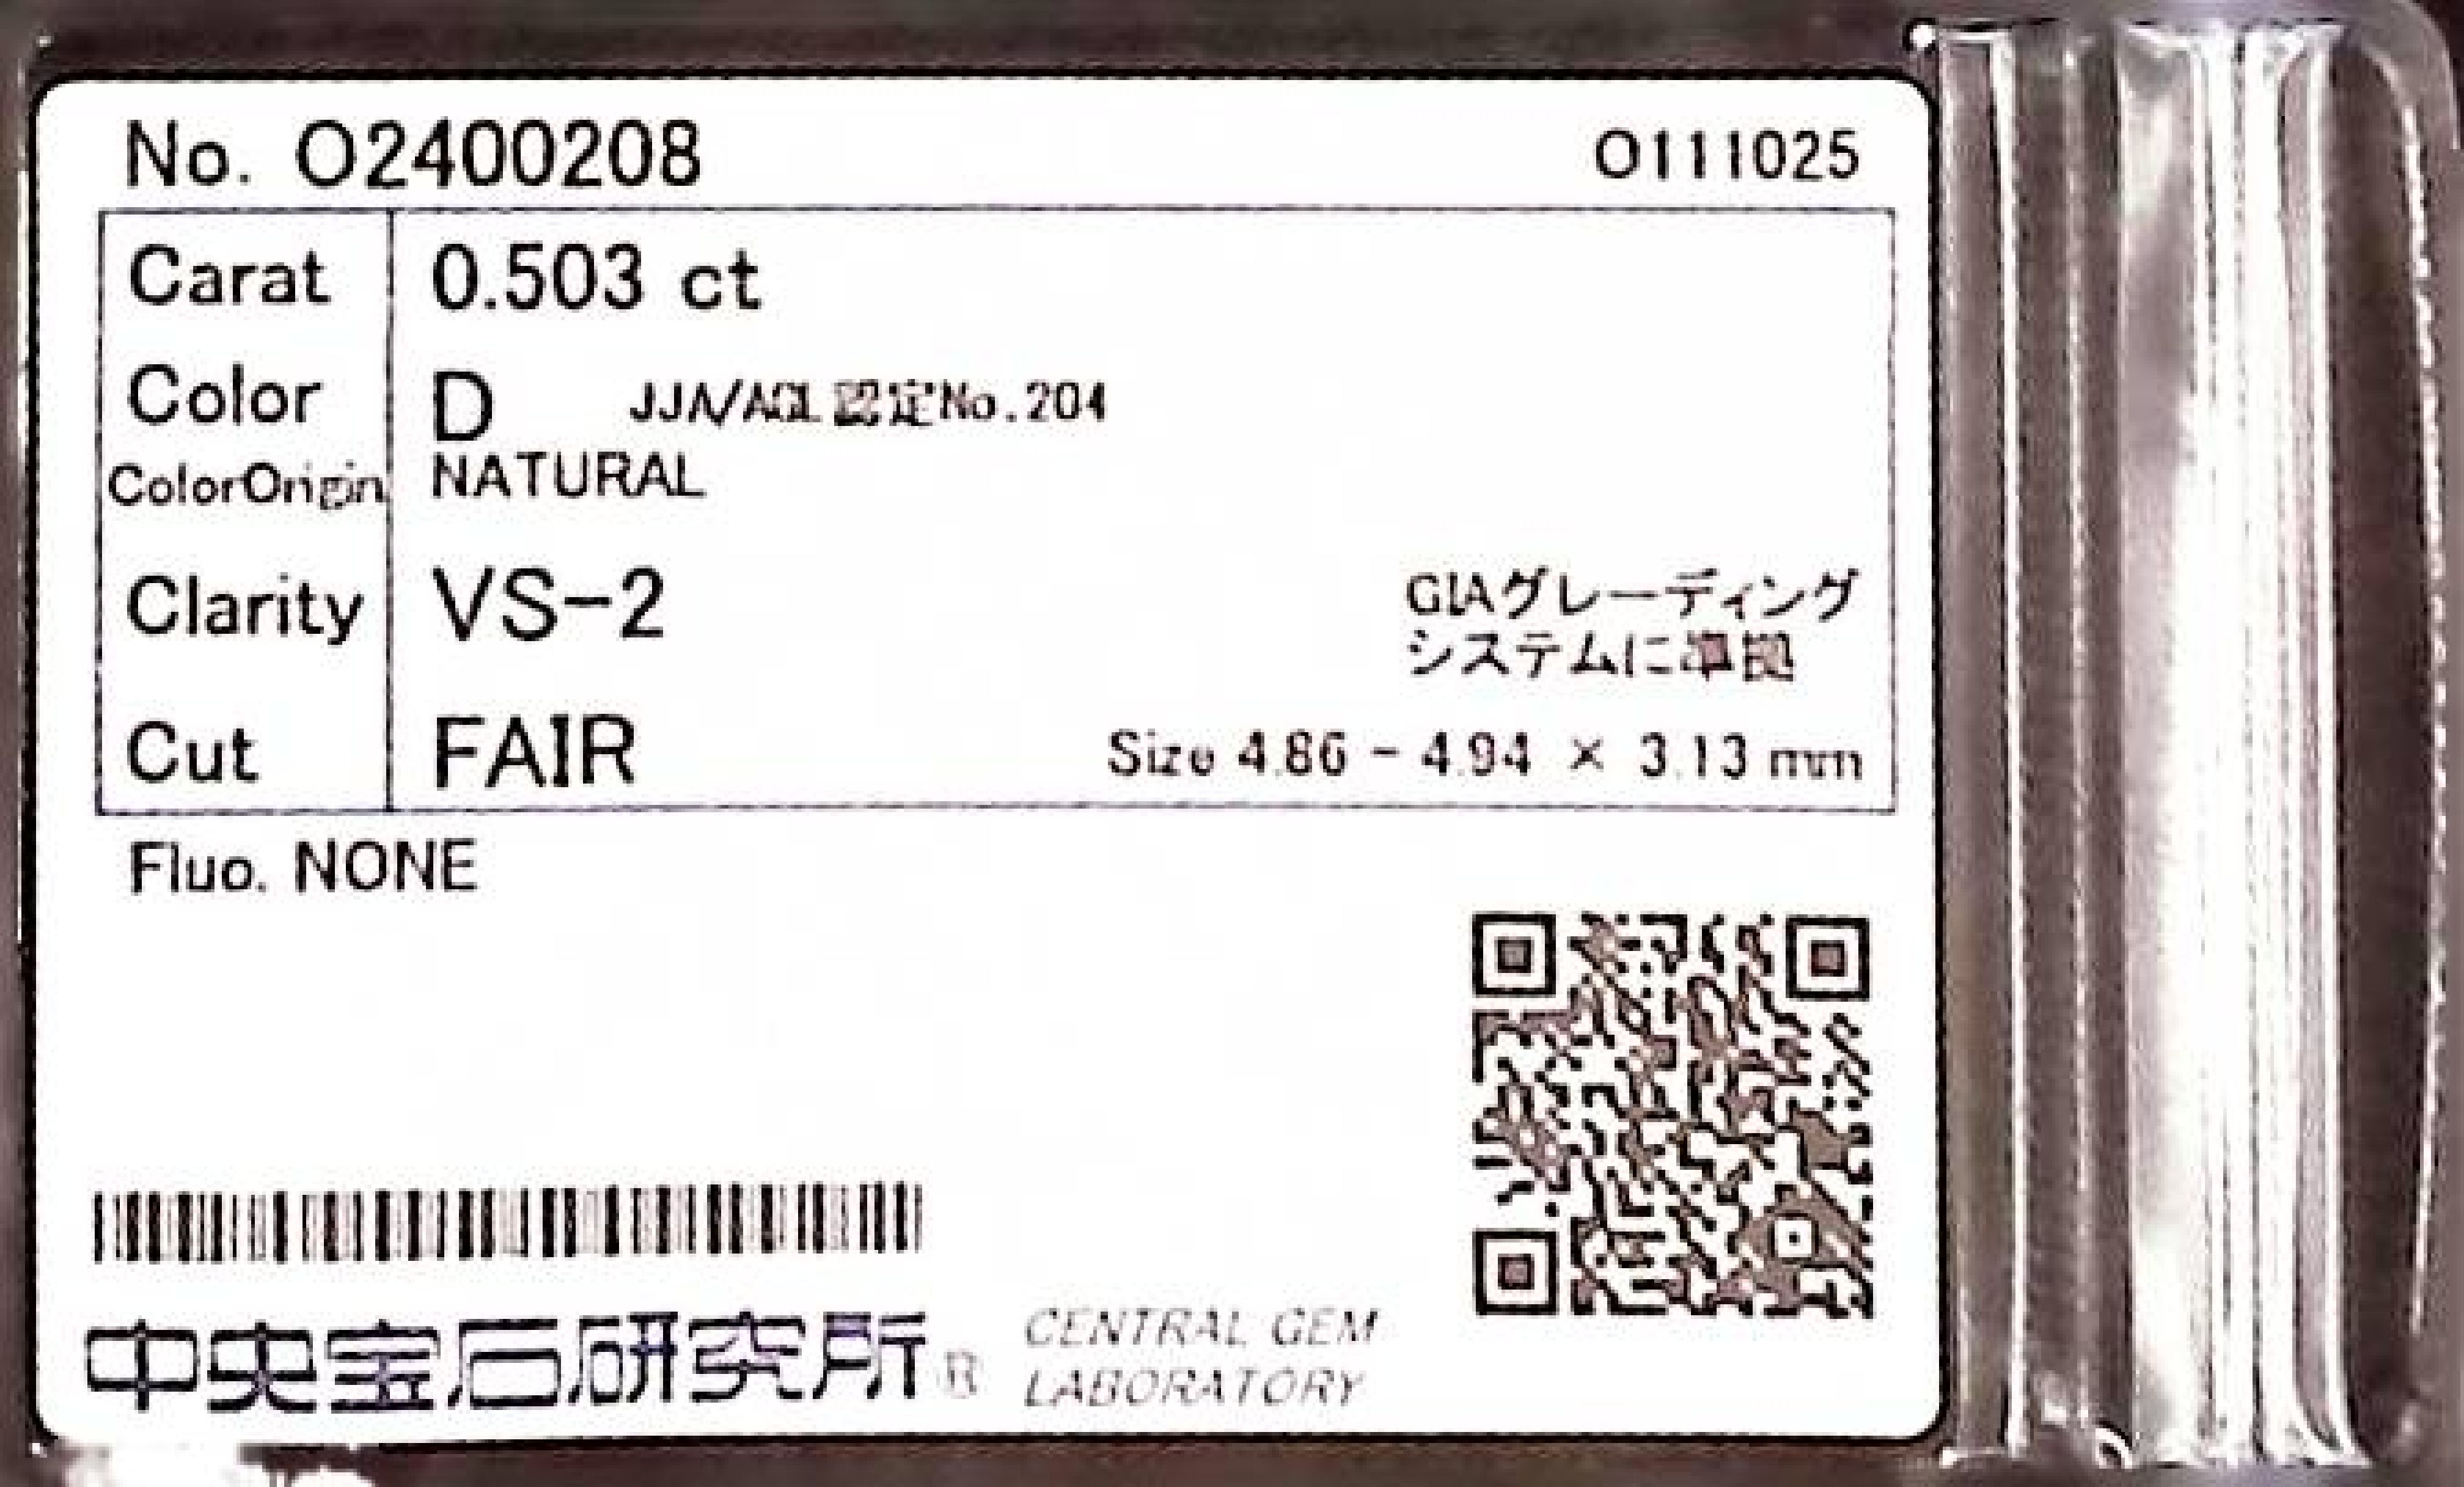 No. O2400208
O111025
Carat 0.503 ct
Color D JJA/AGL 認定No.204
ColorOrigin NATURAL
Clarity VS-2
GIAグレーディング
システムに準拠
Cut FAIR
Size 4.86 - 4.94 × 3.13 mm
Fluo. NONE
中央宝石研究所®
CENTRAL GEM
LABORATORY